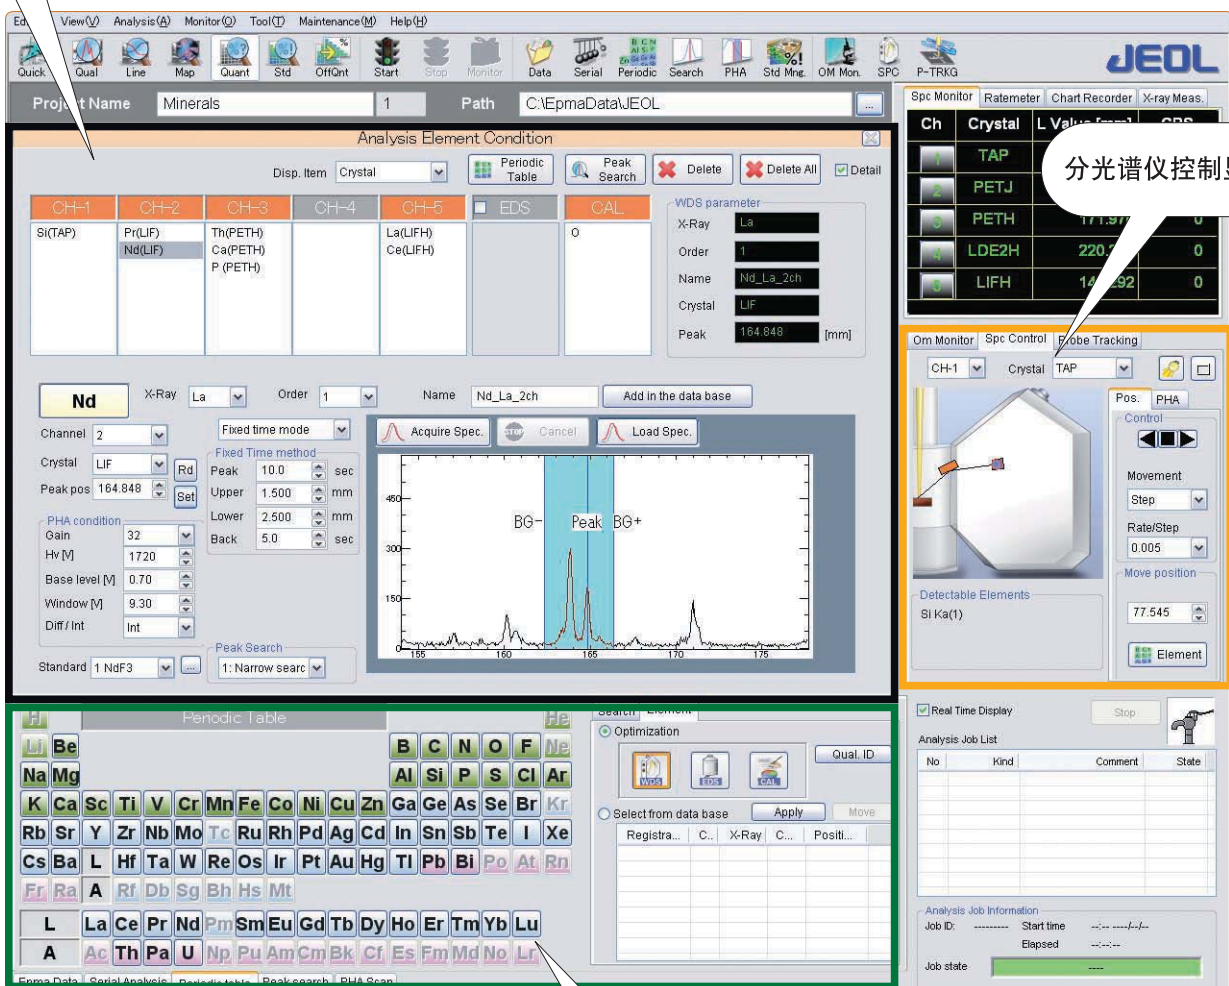 View(V) Analysis(A) Monitor(O) Tool(T) Maintenance(M) Help(H)
Quick Qual Line Map Quant Std OffQnt Start Stop Monitor Data Serial Periodic Search PHA Std Mng. OM Mon. SPC P-TRKG
JEOL
Project Name Minerals 1 Path C:\EpmaData\JEOL ...
Spc Monitor Ratemeter Chart Recorder X-ray Meas.
Ch Crystal
1 TAP
2 PETJ
3 PETH 0
4 LDE2H 0
5 LIFH 0
分光谱仪控制
Analysis Element Condition
Disp. Item Crystal Periodic Table Peak Search Delete Delete All Detail
CH-1 CH-2 CH-3 CH-4 CH-5 EDS CAL
Si(TAP) Pr(LIF) Th(PETH) La(LIFH) O
Nd(LIF) Ca(PETH) Ce(LIFH)
P (PETH)
WDS parameter
X-Ray La
Order 1
Name Nd_La_2ch
Crystal LIF
Peak 164.848 [mm]
Nd X-Ray La Order 1 Name Nd_La_2ch Add in the data base
Channel 2
Crystal LIF Rd
Peak pos 164.848 Set
PHA condition
Gain 32
Hv [V] 1720
Base level [V] 0.70
Window [V] 9.30
Diff / Int Int
Standard 1 NdF3 ...
Fixed time mode
Fixed Time method
Peak 10.0 sec
Upper 1.500 mm
Lower 2.500 mm
Back 5.0 sec
Peak Search
1: Narrow searc
Acquire Spec. STOP Cancel Load Spec.
450
BG- Peak BG+
300
150
0
155 160 165 170 175
Om Monitor Spc Control Probe Tracking
CH-1 Crystal TAP
Pos. PHA
Control
Movement
Step
Rate/Step
0.005
Move position
77.545
Element
Detectable Elements
Si Ka(1)
Periodic Table
H He
Li Be B C N O F Ne
Na Mg Al Si P S Cl Ar
K Ca Sc Ti V Cr Mn Fe Co Ni Cu Zn Ga Ge As Se Br Kr
Rb Sr Y Zr Nb Mo Tc Ru Rh Pd Ag Cd In Sn Sb Te I Xe
Cs Ba L Hf Ta W Re Os Ir Pt Au Hg Tl Pb Bi Po At Rn
Fr Ra A Rf Db Sg Bh Hs Mt
L La Ce Pr Nd Pm Sm Eu Gd Tb Dy Ho Er Tm Yb Lu
A Ac Th Pa U Np Pu Am Cm Bk Cf Es Fm Md No Lr
Epma Data Serial Analysis Periodic table Peak search PHA Scan
Search Element
Optimization
WDS EDS CAL Qual. ID
Select from data base Apply Move
Registra... C.. X-Ray C... Positi...
Real Time Display Stop
Analysis Job List
No Kind Comment State
Analysis Job Information
Job ID: --------- Start time --:-- ----/--/--
Elapsed --:--:--
Job state ----